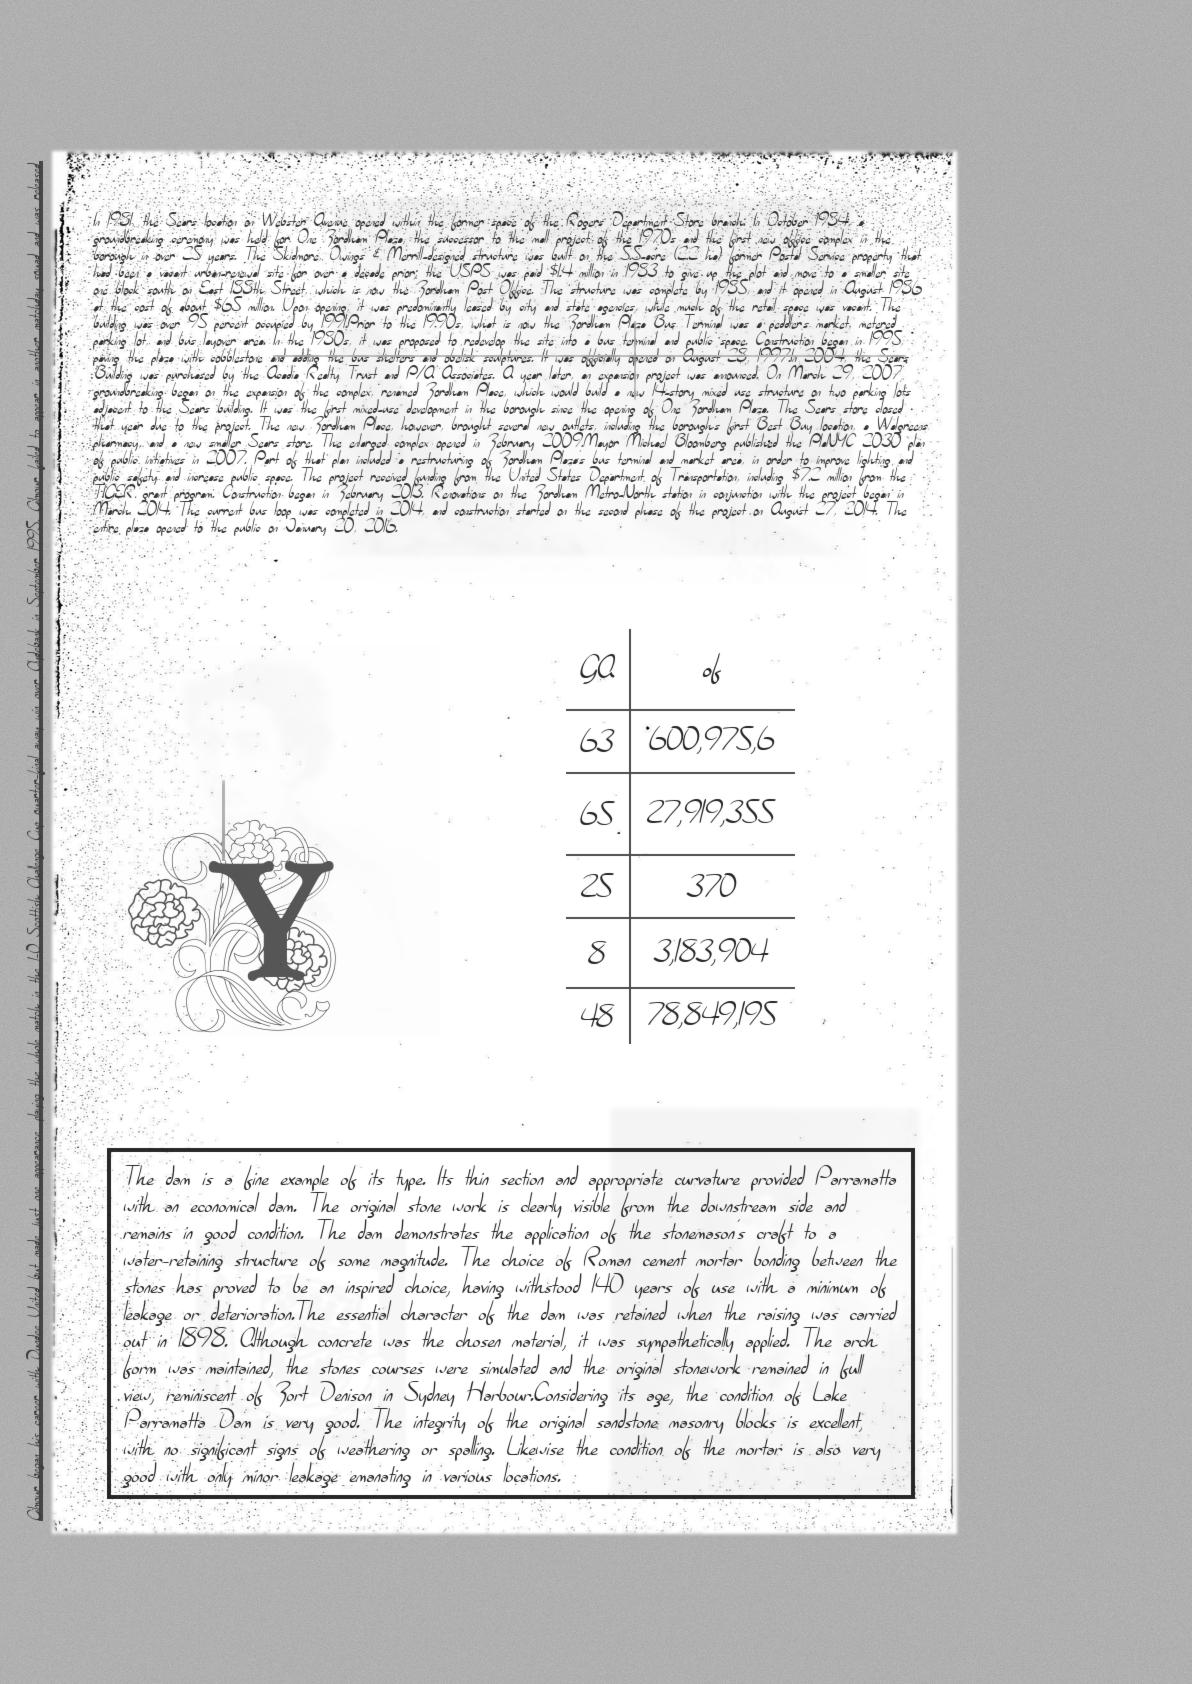 In 1981, the Sears location on Webster Avenue opened within the former space of the Rogers Department Store branch. In October 1984, a
groundbreaking ceremony was held for One Fordham Plaza, the successor to the mall project of the 1970s and the first new office complex in the
borough in over 25 years. The Skidmore, Owings & Merrill-designed structure was built on the 5.5-acre (2.2 ha) former Postal Service property that
had been a vacant urban-renewal site for over a decade prior; the USPS was paid $14 million in 1983 to give up the plot and move to a smaller site
one block south on East 188th Street, which is now the Fordham Post Office. The structure was complete by 1985, and it opened in August 1986
at the cost of about $65 million. Upon opening, it was predominantly leased by city and state agencies, while much of the retail space was vacant. The
building was over 95 percent occupied by 1991.Prior to the 1990s, what is now the Fordham Plaza Bus Terminal was a peddler's market, metered
parking lot, and bus layover area. In the 1980s, it was proposed to redevelop the site into a bus terminal and public space. Construction began in 1995,
paving the plaza with cobblestone and adding the bus shelters and obelisk sculptures. It was officially opened on August 28, 1997.In 2004, the Sears
Building was purchased by the Acadia Realty Trust and P/A Associates. A year later, an expansion project was announced. On March 29, 2007,
groundbreaking began on the expansion of the complex, renamed Fordham Place, which would build a new 14-story mixed use structure on two parking lots
adjacent to the Sears building. It was the first mixed-use development in the borough since the opening of One Fordham Plaza. The Sears store closed
that year due to the project. The new Fordham Place, however, brought several new outlets, including the borough's first Best Buy location, a Walgreens
pharmacy, and a new smaller Sears store. The enlarged complex opened in February 2009.Mayor Michael Bloomberg published the PlaNYC 2030 plan
of public initiatives in 2007. Part of that plan included a restructuring of Fordham Plaza's bus terminal and market area, in order to improve lighting and
public safety and increase public space. The project received funding from the United States Department of Transportation, including $7.2 million from the
TIGER grant program. Construction began in February 2013. Renovations on the Fordham Metro-North station in conjunction with the project began in
March 2014. The current bus loop was completed in 2014, and construction started on the second phase of the project on August 27, 2014. The
entire plaza opened to the public on January 20, 2016.
began his career with Dundee United but made just one appearance, playing the whole match in the 1-0 Scottish Challenge Cup quarter-final away win over Clydebank in September 1995. failed to appear in another matchday squad and was released
GA of
63 600,975,6
65 27,919,355
25 370
8 3,183,904
48 78,849,195
Y
The dam is a fine example of its type. Its thin section and appropriate curvature provided Parramatta
with an economical dam. The original stone work is clearly visible from the downstream side and
remains in good condition. The dam demonstrates the application of the stonemason's craft to a
water-retaining structure of some magnitude. The choice of Roman cement mortar bonding between the
stones has proved to be an inspired choice, having withstood 140 years of use with a minimum of
leakage or deterioration.The essential character of the dam was retained when the raising was carried
out in 1898. Although concrete was the chosen material, it was sympathetically applied. The arch
form was maintained, the stones courses were simulated and the original stonework remained in full
view, reminiscent of Fort Denison in Sydney Harbour.Considering its age, the condition of Lake
Parramatta Dam is very good. The integrity of the original sandstone masonry blocks is excellent,
with no significant signs of weathering or spalling. Likewise the condition of the mortar is also very
good with only minor leakage emanating in various locations.